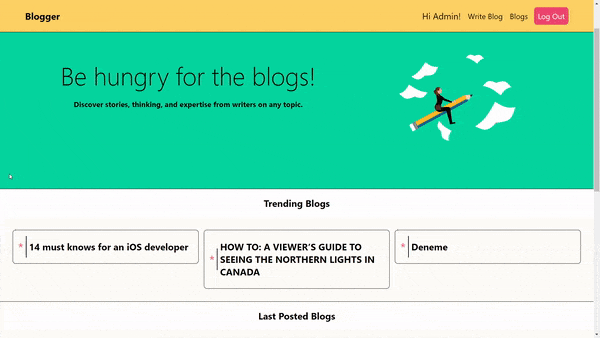 Blogger
Hi Admin! Write Blog Blogs Log Out
Be hungry for the blogs!
Discover stories, thinking, and expertise from writers on any topic.
Trending Blogs
* 14 must knows for an iOS developer
* HOW TO: A VIEWER'S GUIDE TO
SEEING THE NORTHERN LIGHTS IN
CANADA
* Deneme
Last Posted Blogs